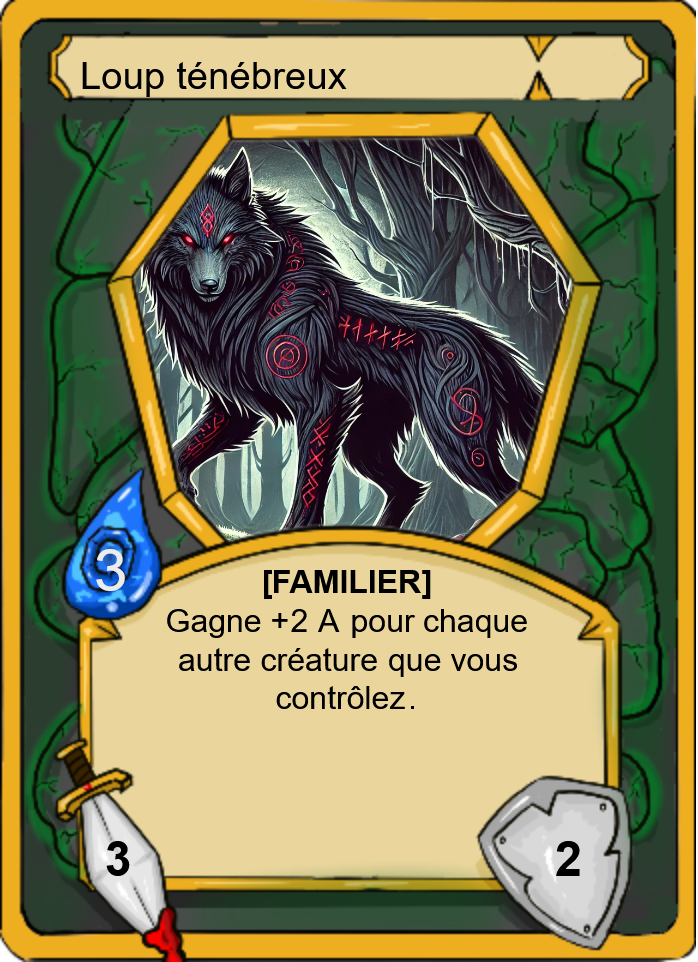 Loup ténébreux
3
[FAMILIER]
Gagne +2 A pour chaque
autre créature que vous
contrôlez.
3
2